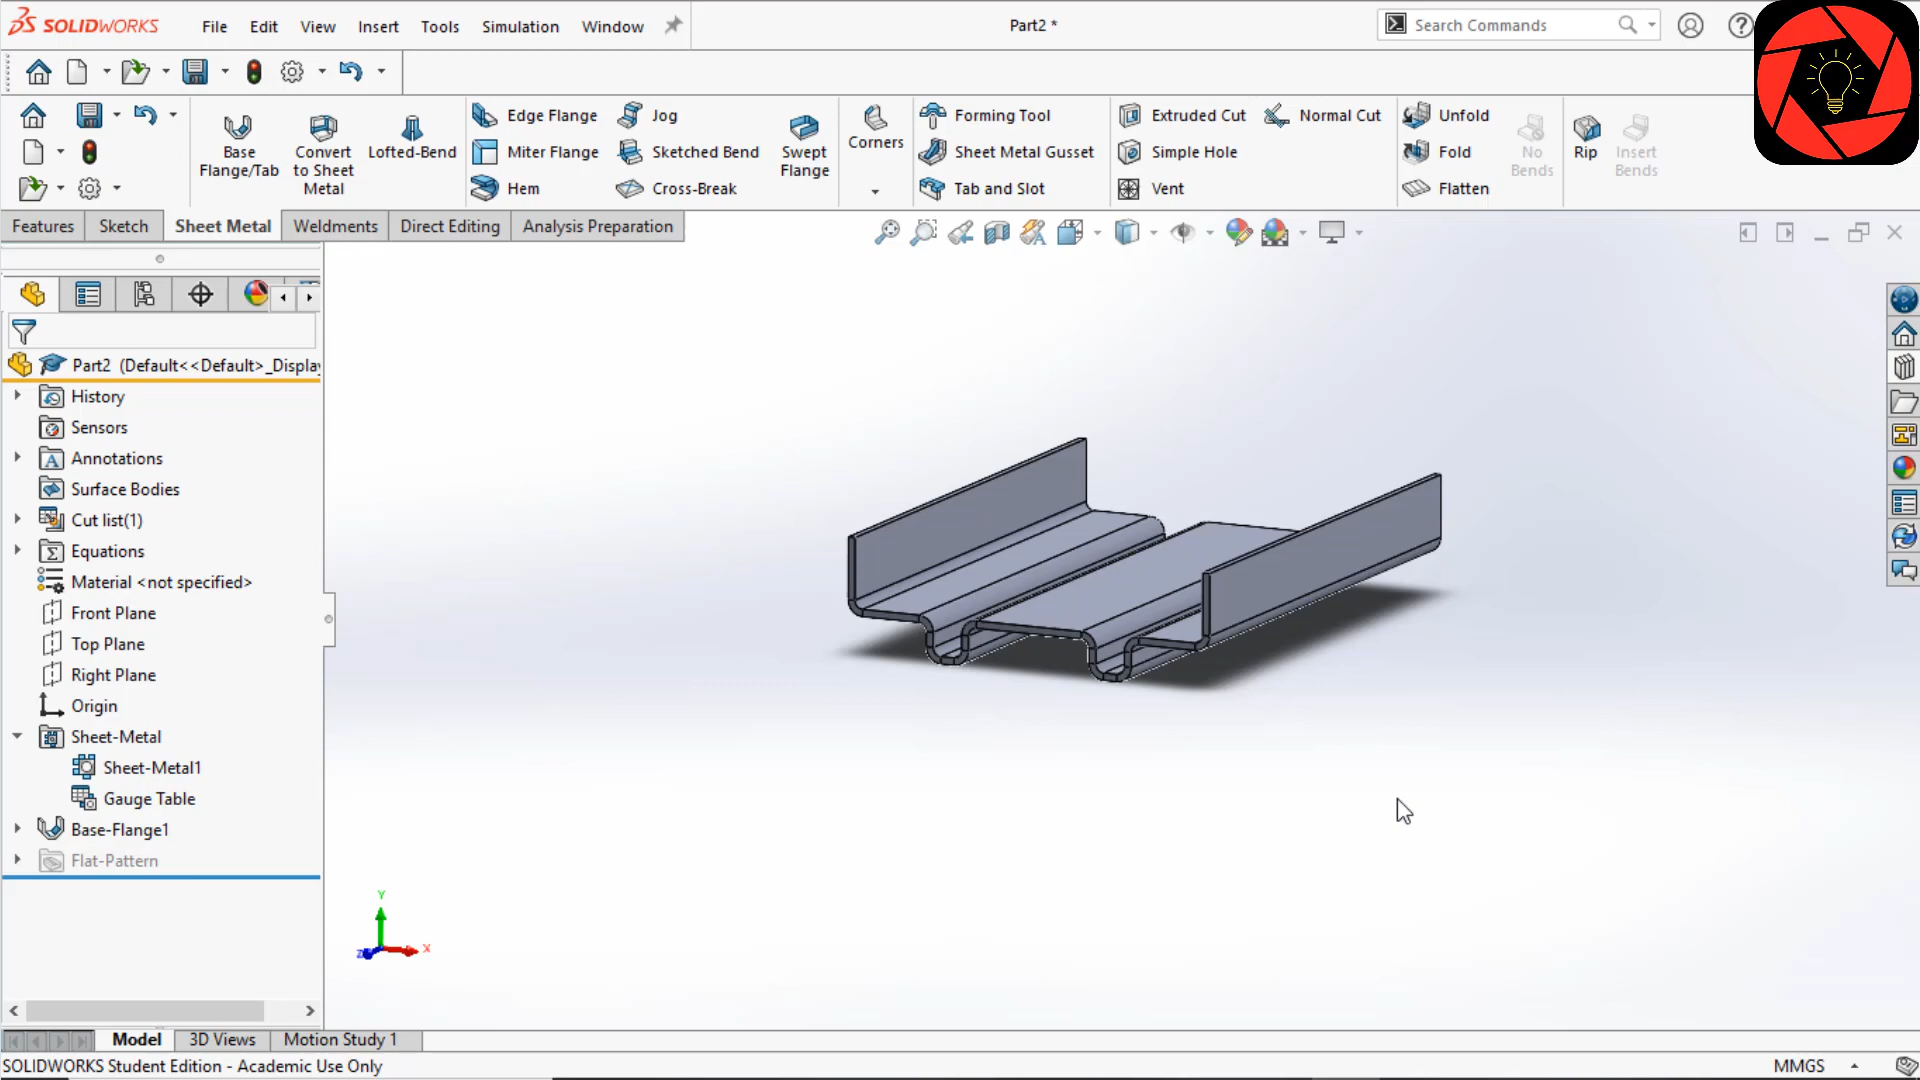 SOLIDWORKS File Edit View Insert Tools Simulation Window Part2 * Search Commands
Base Flange/Tab
Convert to Sheet Metal
Lofted-Bend
Edge Flange
Miter Flange
Hem
Jog
Sketched Bend
Cross-Break
Swept Flange
Corners
Forming Tool
Sheet Metal Gusset
Tab and Slot
Extruded Cut
Simple Hole
Vent
Normal Cut
Unfold
Fold
Flatten
No Bends
Rip
Insert Bends
Features Sketch Sheet Metal Weldments Direct Editing Analysis Preparation
Part2 (Default<<Default>_Display
History
Sensors
Annotations
Surface Bodies
Cut list(1)
Equations
Material <not specified>
Front Plane
Top Plane
Right Plane
Origin
Sheet-Metal
Sheet-Metal1
Gauge Table
Base-Flange1
Flat-Pattern
Y
X
Z
Model 3D Views Motion Study 1
SOLIDWORKS Student Edition - Academic Use Only MMGS